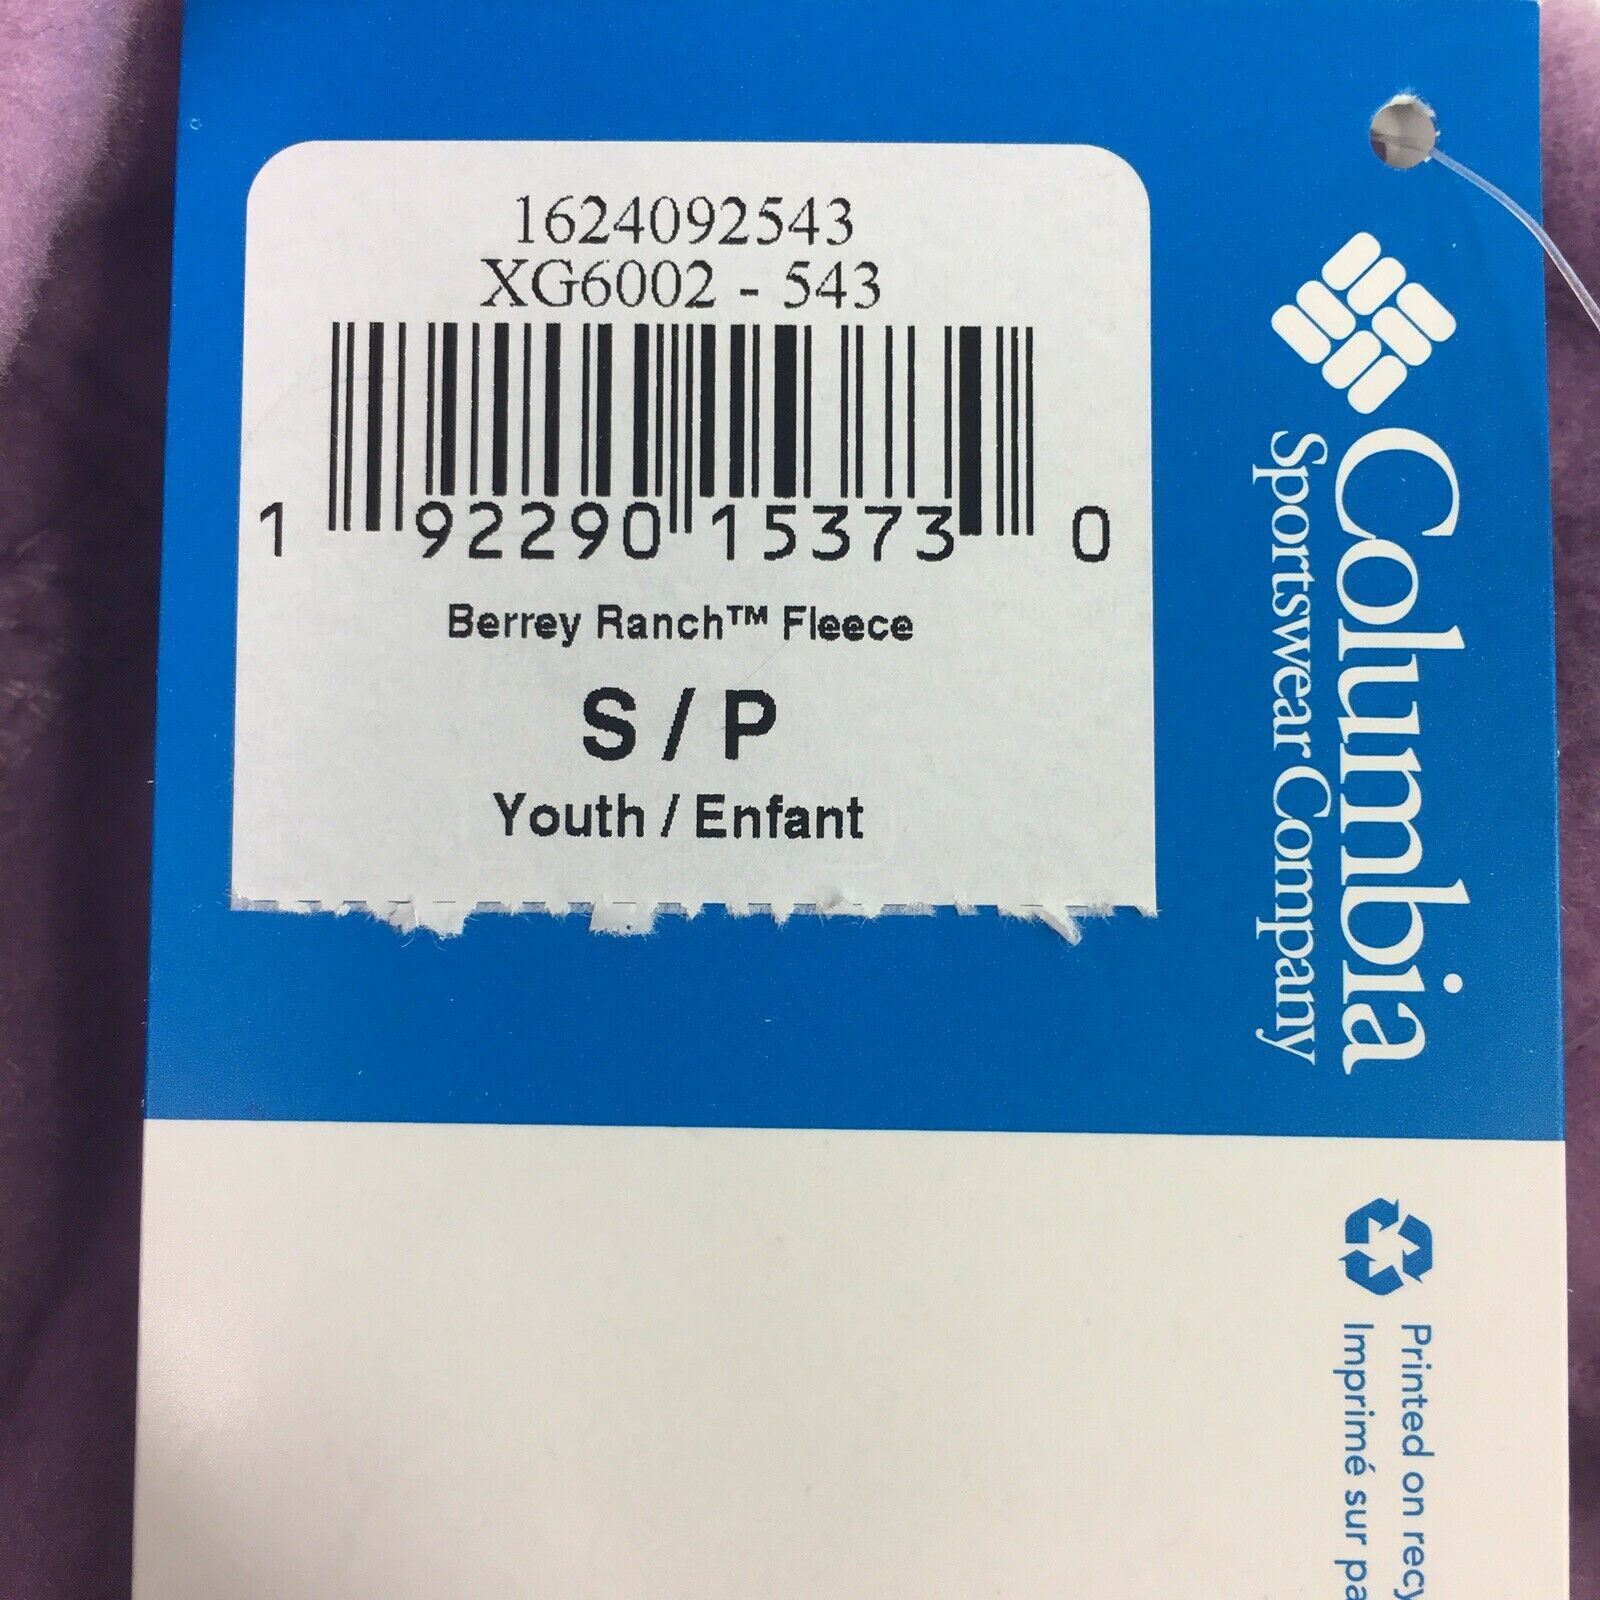 1624092543
XG6002 - 543
1 92290 15373 0
Berrey Ranch™ Fleece
S / P
Youth / Enfant
Columbia
Sportswear Company
Printed on recy
Imprimé sur pa